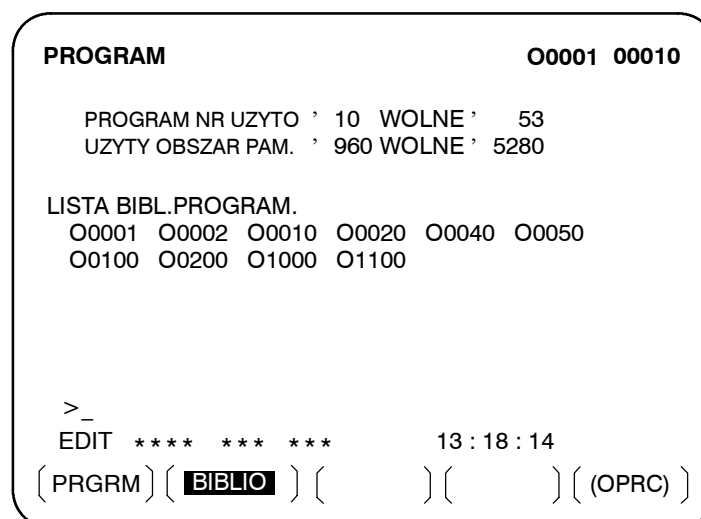 PROGRAM O0001 00010
PROGRAM NR UZYTO ’ 10 WOLNE ’ 53
UZYTY OBSZAR PAM. ’ 960 WOLNE ’ 5280
LISTA BIBL.PROGRAM.
O0001 O0002 O0010 O0020 O0040 O0050
O0100 O0200 O1000 O1100
>_
EDIT **** *** *** 13 : 18 : 14
[ PRGRM ] [ BIBLIO ] [ ] [ ] [ (OPRC) ]